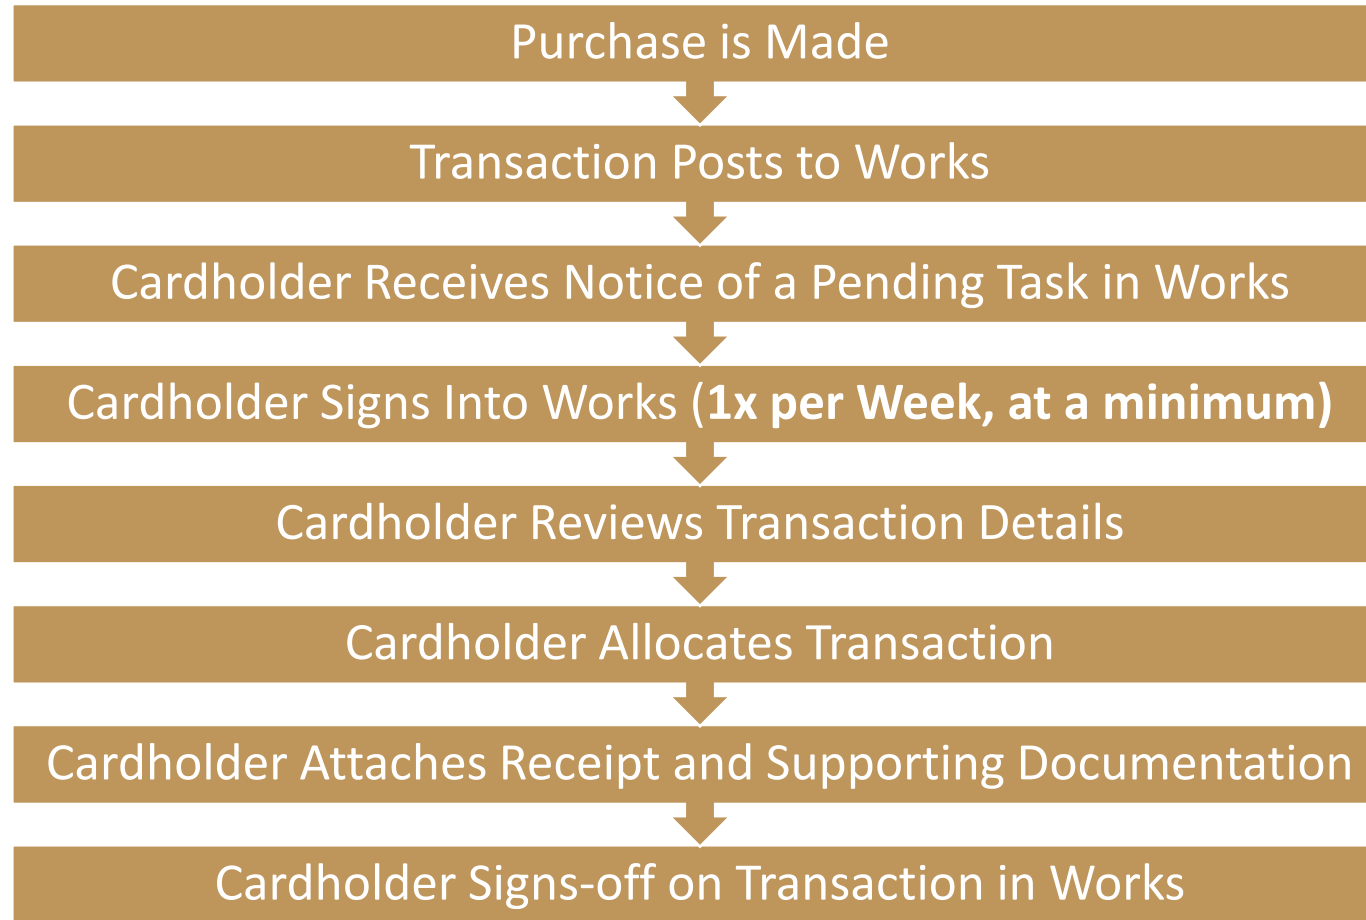 Purchase is Made
Transaction Posts to Works
Cardholder Receives Notice of a Pending Task in Works
Cardholder Signs Into Works (1x per Week, at a minimum)
Cardholder Reviews Transaction Details
Cardholder Allocates Transaction
Cardholder Attaches Receipt and Supporting Documentation
Cardholder Signs-off on Transaction in Works